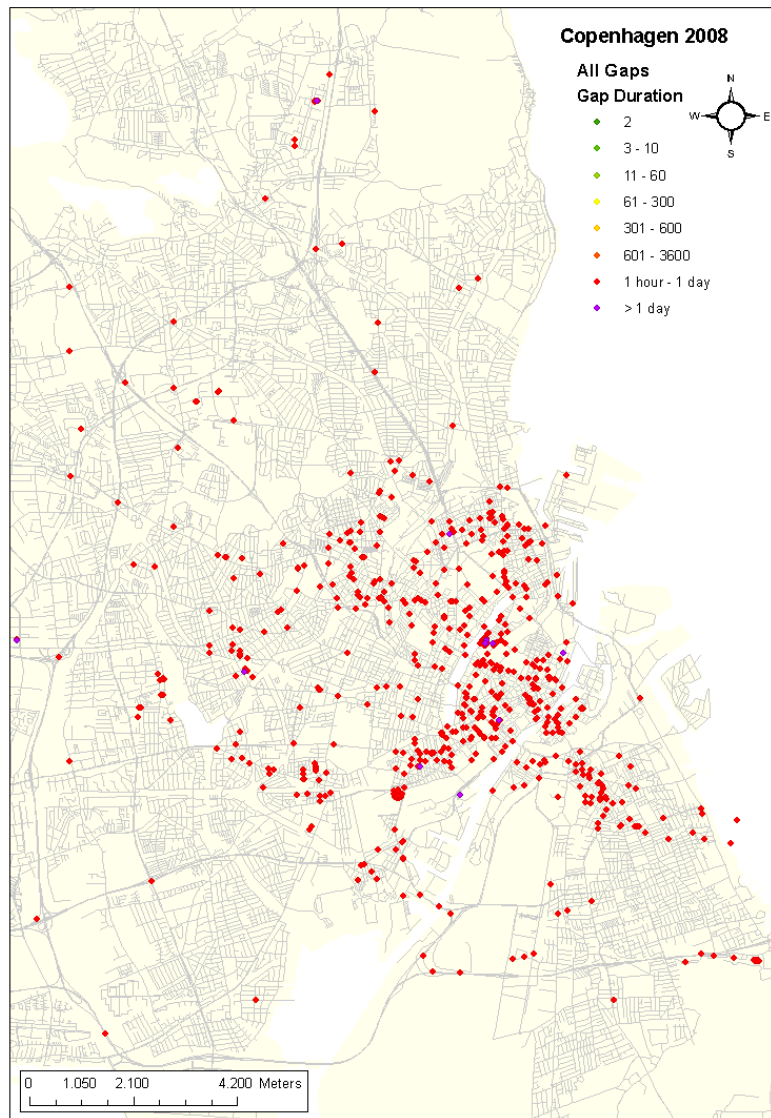 Copenhagen 2008
All Gaps
Gap Duration
N
W E
S
2
3 - 10
11 - 60
61 - 300
301 - 600
601 - 3600
1 hour - 1 day
> 1 day
0 1.050 2.100 4.200 Meters